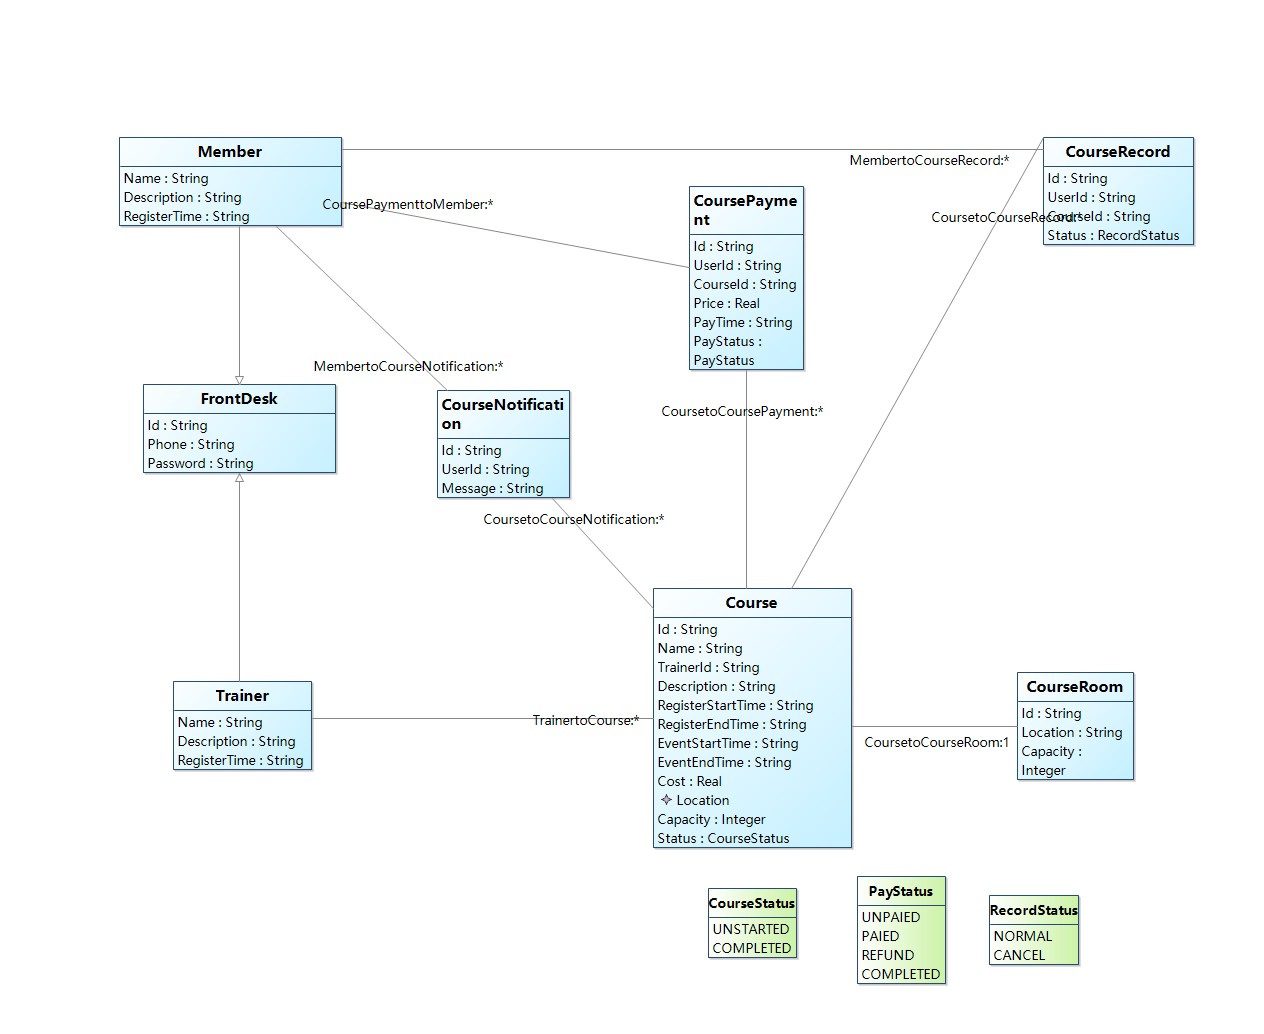 Member
Name : String
Description : String
RegisterTime : String
MembertoCourseRecord:*
CourseRecord
Id : String
UserId : String
CourseId : String
Status : RecordStatus
CoursetoCourseRecord:*
CoursePaymenttoMember:*
CoursePayme
nt
Id : String
UserId : String
CourseId : String
Price : Real
PayTime : String
PayStatus :
PayStatus
MembertoCourseNotification:*
FrontDesk
Id : String
Phone : String
Password : String
CourseNotificati
on
Id : String
UserId : String
Message : String
CoursetoCoursePayment:*
CoursetoCourseNotification:*
Trainer
Name : String
Description : String
RegisterTime : String
TrainertoCourse:*
Course
Id : String
Name : String
TrainerId : String
Description : String
RegisterStartTime : String
RegisterEndTime : String
EventStartTime : String
EventEndTime : String
Cost : Real
Location
Capacity : Integer
Status : CourseStatus
CoursetoCourseRoom:1
CourseRoom
Id : String
Location : String
Capacity :
Integer
CourseStatus
UNSTARTED
COMPLETED
PayStatus
UNPAIED
PAIED
REFUND
COMPLETED
RecordStatus
NORMAL
CANCEL